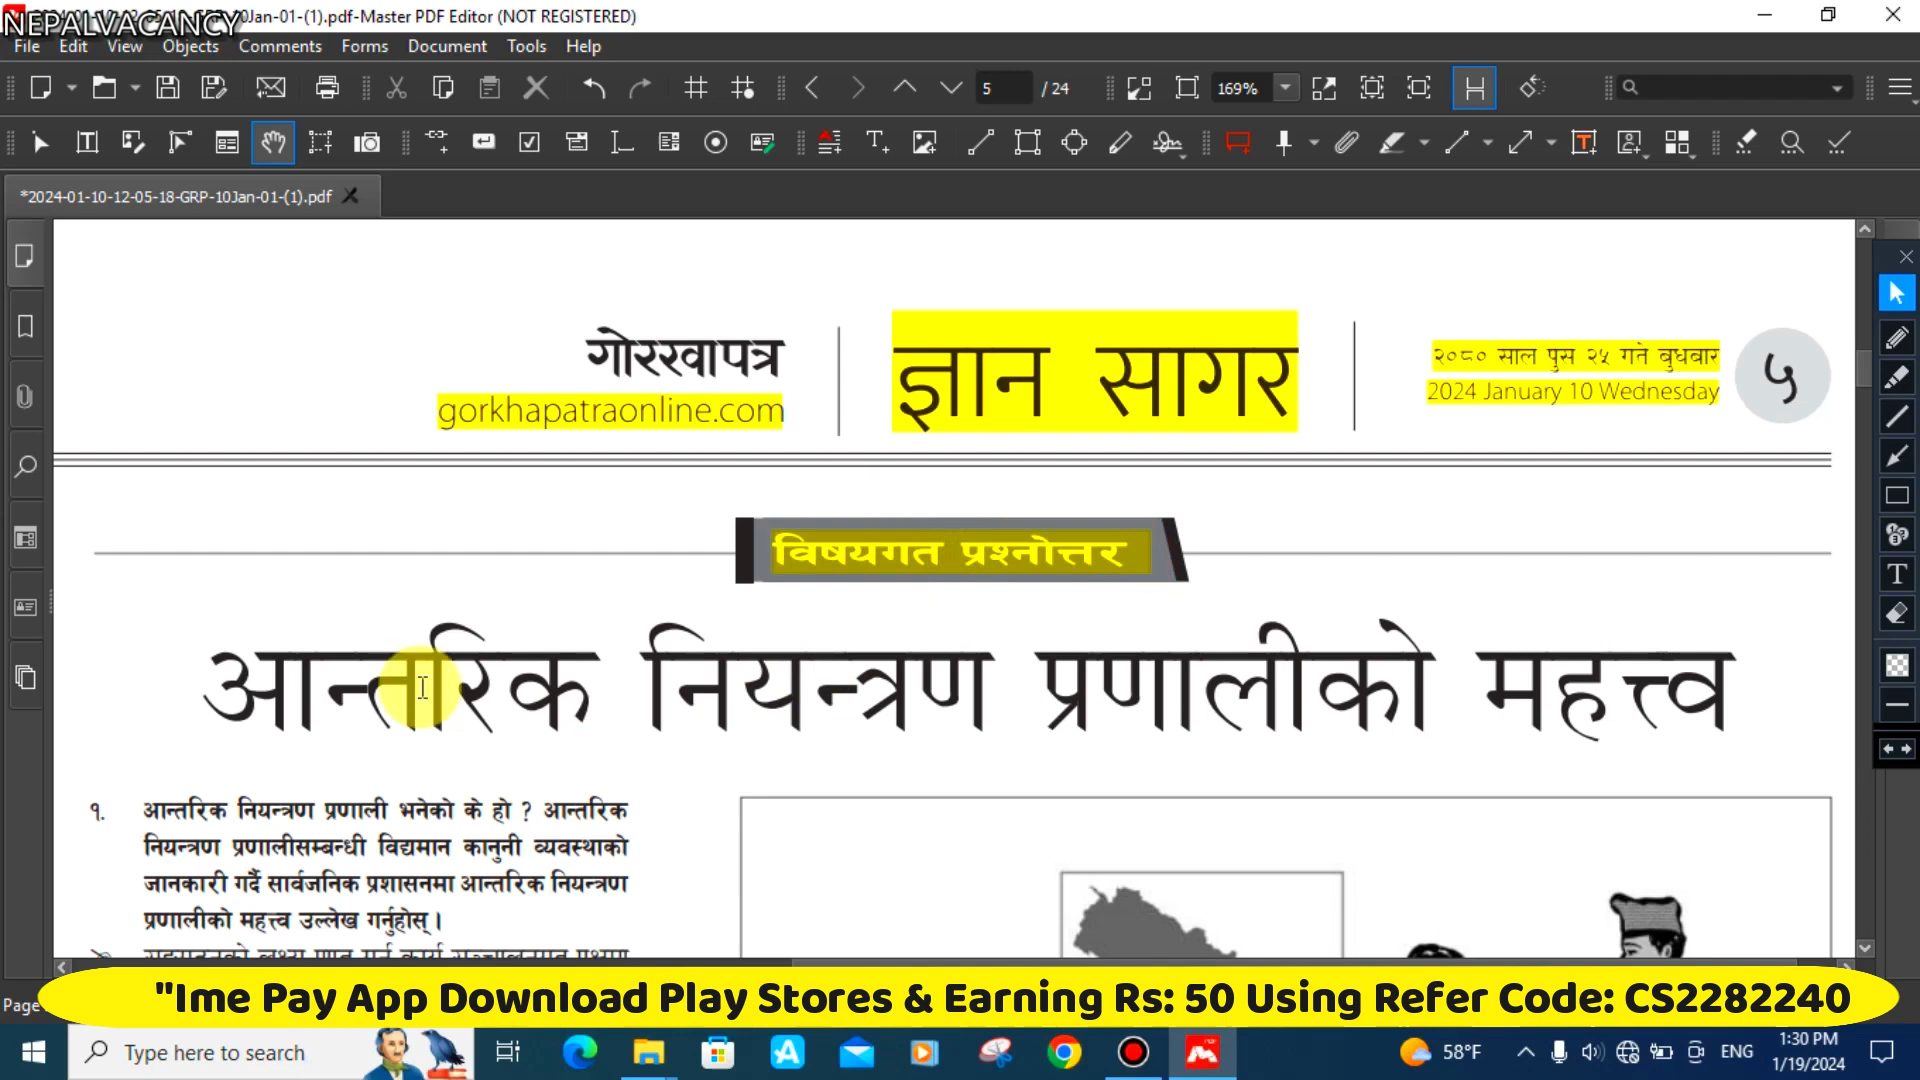 NEPALVACANCY
10Jan-01-(1).pdf-Master PDF Editor (NOT REGISTERED)
File Edit View Objects Comments Forms Document Tools Help
5 / 24 169%
*2024-01-10-12-05-18-GRP-10Jan-01-(1).pdf
गोरखापत्र
gorkhapatraonline.com
ज्ञान सागर
२०८० साल पुस २५ गते बुधबार
2024 January 10 Wednesday
५
विषयगत प्रश्नोत्तर
आन्तरिक नियन्त्रण प्रणालीको महत्त्व
१. आन्तरिक नियन्त्रण प्रणाली भनेको के हो ? आन्तरिक
नियन्त्रण प्रणालीसम्बन्धी विद्यमान कानुनी व्यवस्थाको
जानकारी गर्दै सार्वजनिक प्रशासनमा आन्तरिक नियन्त्रण
प्रणालीको महत्त्व उल्लेख गर्नुहोस् ।
Page
"Ime Pay App Download Play Stores & Earning Rs: 50 Using Refer Code: CS2282240
Type here to search
58°F
ENG
1:30 PM
1/19/2024